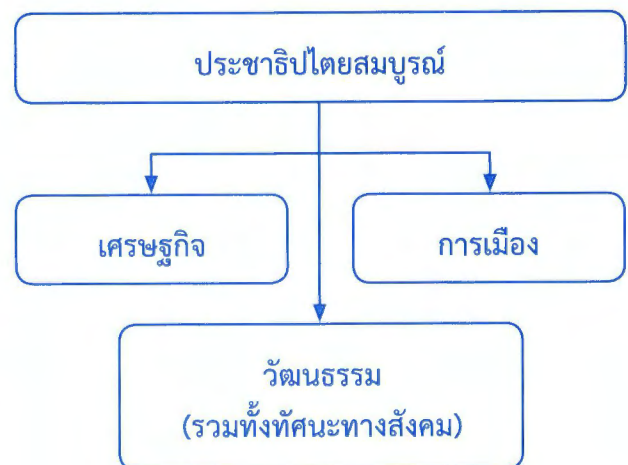 ประชาธิปไตยสมบูรณ์
เศรษฐกิจ
การเมือง
วัฒนธรรม
(รวมทั้งทัศนะทางสังคม)